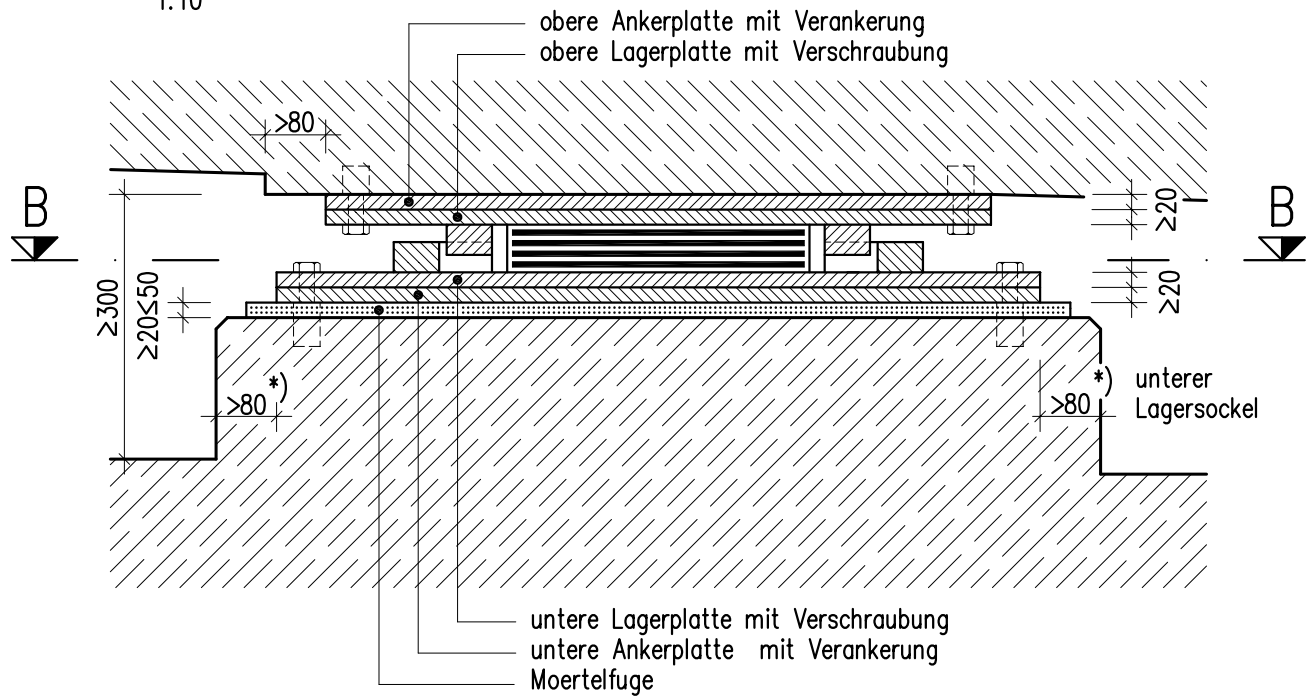 1:10
obere Ankerplatte mit Verankerung
obere Lagerplatte mit Verschraubung
>80
B
B
≥20
≥20
≥300
≥20≤50
>80
*)
>80
*) unterer
Lagersockel
untere Lagerplatte mit Verschraubung
untere Ankerplatte mit Verankerung
Moertelfuge